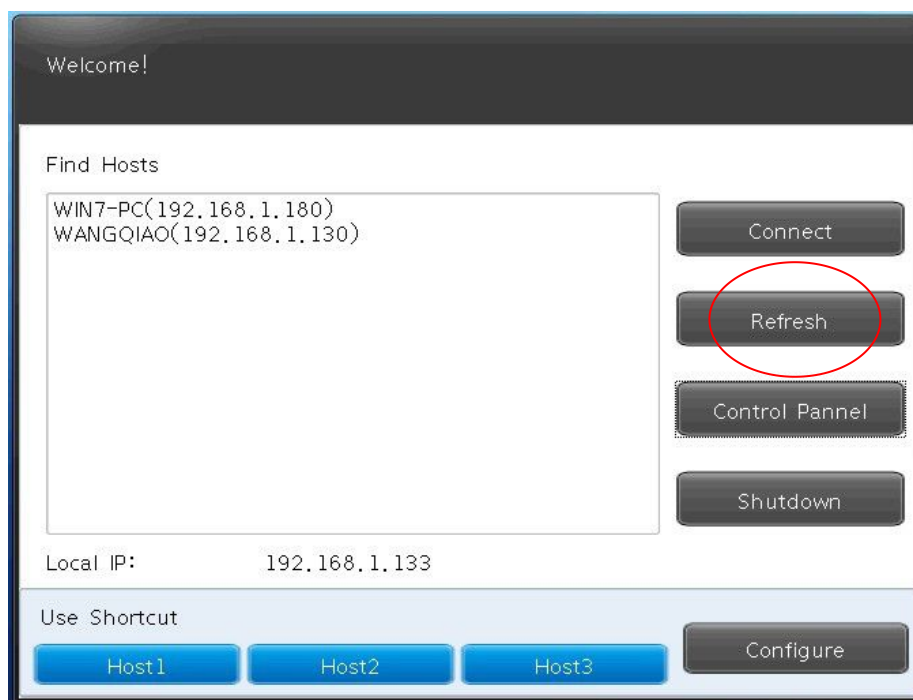 Welcome!
Find Hosts
WIN7-PC(192.168.1.180)
WANGQIAO(192.168.1.130)
Connect
Refresh
Control Pannel
Shutdown
Local IP: 192.168.1.133
Use Shortcut
Host1 Host2 Host3 Configure